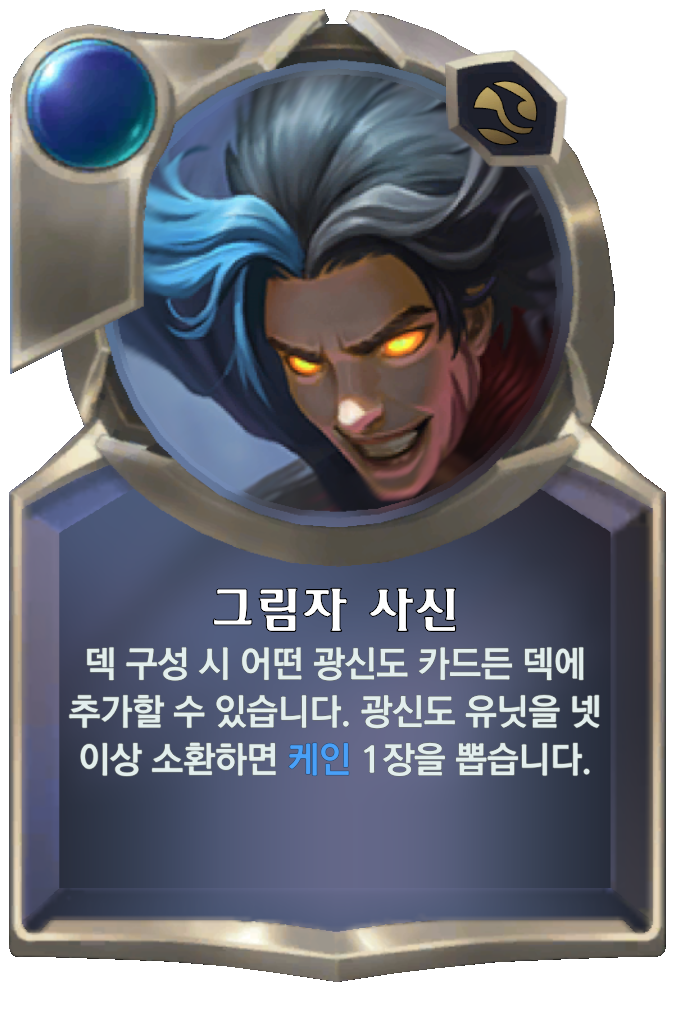 그림자 사신
덱 구성 시 어떤 광신도 카드든 덱에
추가할 수 있습니다. 광신도 유닛을 넷
이상 소환하면 케인 1장을 뽑습니다.